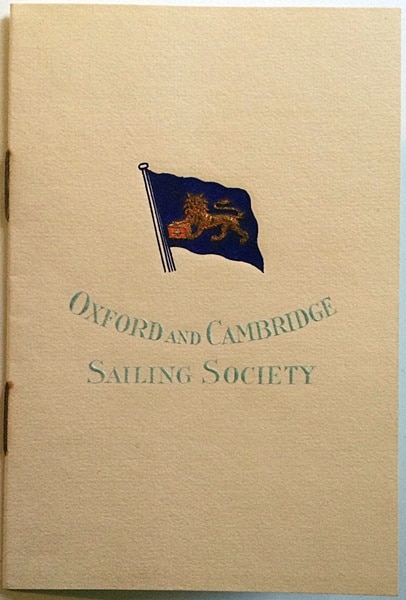 OXFORD AND CAMBRIDGE
SAILING SOCIETY